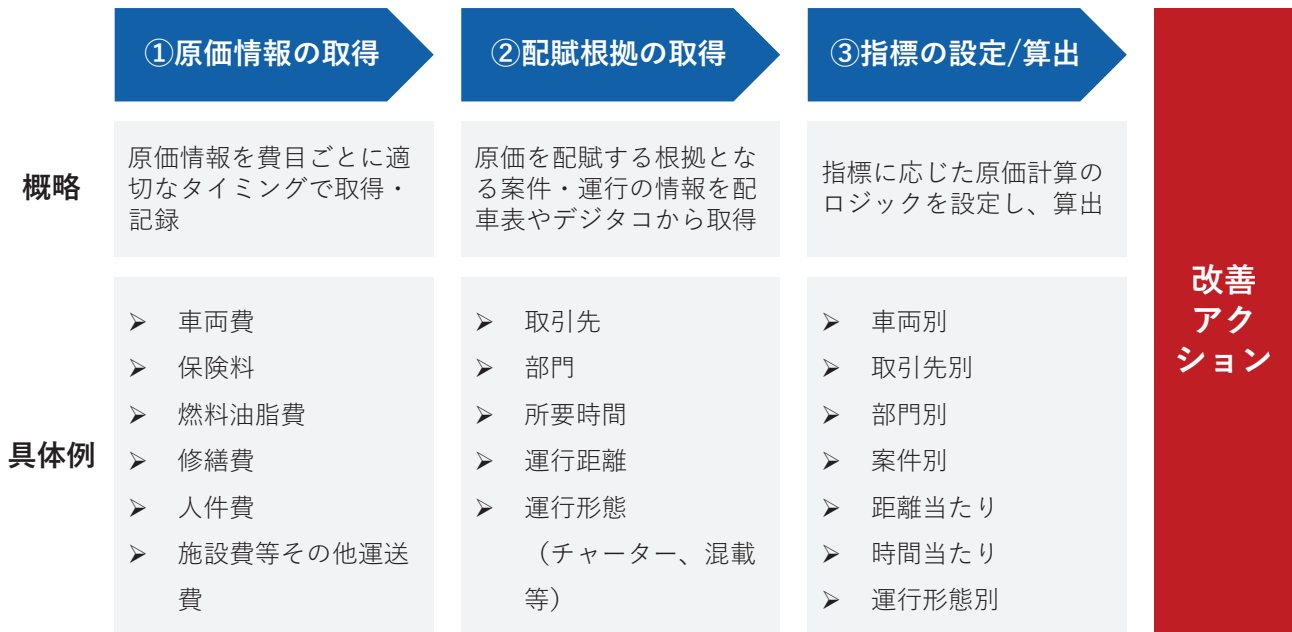 ①原価情報の取得
②配賦根拠の取得
③指標の設定/算出
概略
原価情報を費目ごとに適
切なタイミングで取得・
記録
原価を配賦する根拠とな
る案件・運行の情報を配
車表やデジタコから取得
指標に応じた原価計算の
ロジックを設定し、算出
具体例
➢ 車両費
➢ 保険料
➢ 燃料油脂費
➢ 修繕費
➢ 人件費
➢ 施設費等その他運送
費
➢ 取引先
➢ 部門
➢ 所要時間
➢ 運行距離
➢ 運行形態
（チャーター、混載
等）
➢ 車両別
➢ 取引先別
➢ 部門別
➢ 案件別
➢ 距離当たり
➢ 時間当たり
➢ 運行形態別
改善
アク
ション